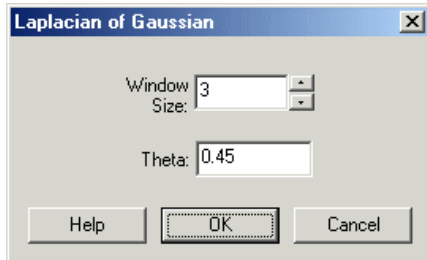 Laplacian of Gaussian
Window
Size:
3
Theta:
0.45
Help
OK
Cancel